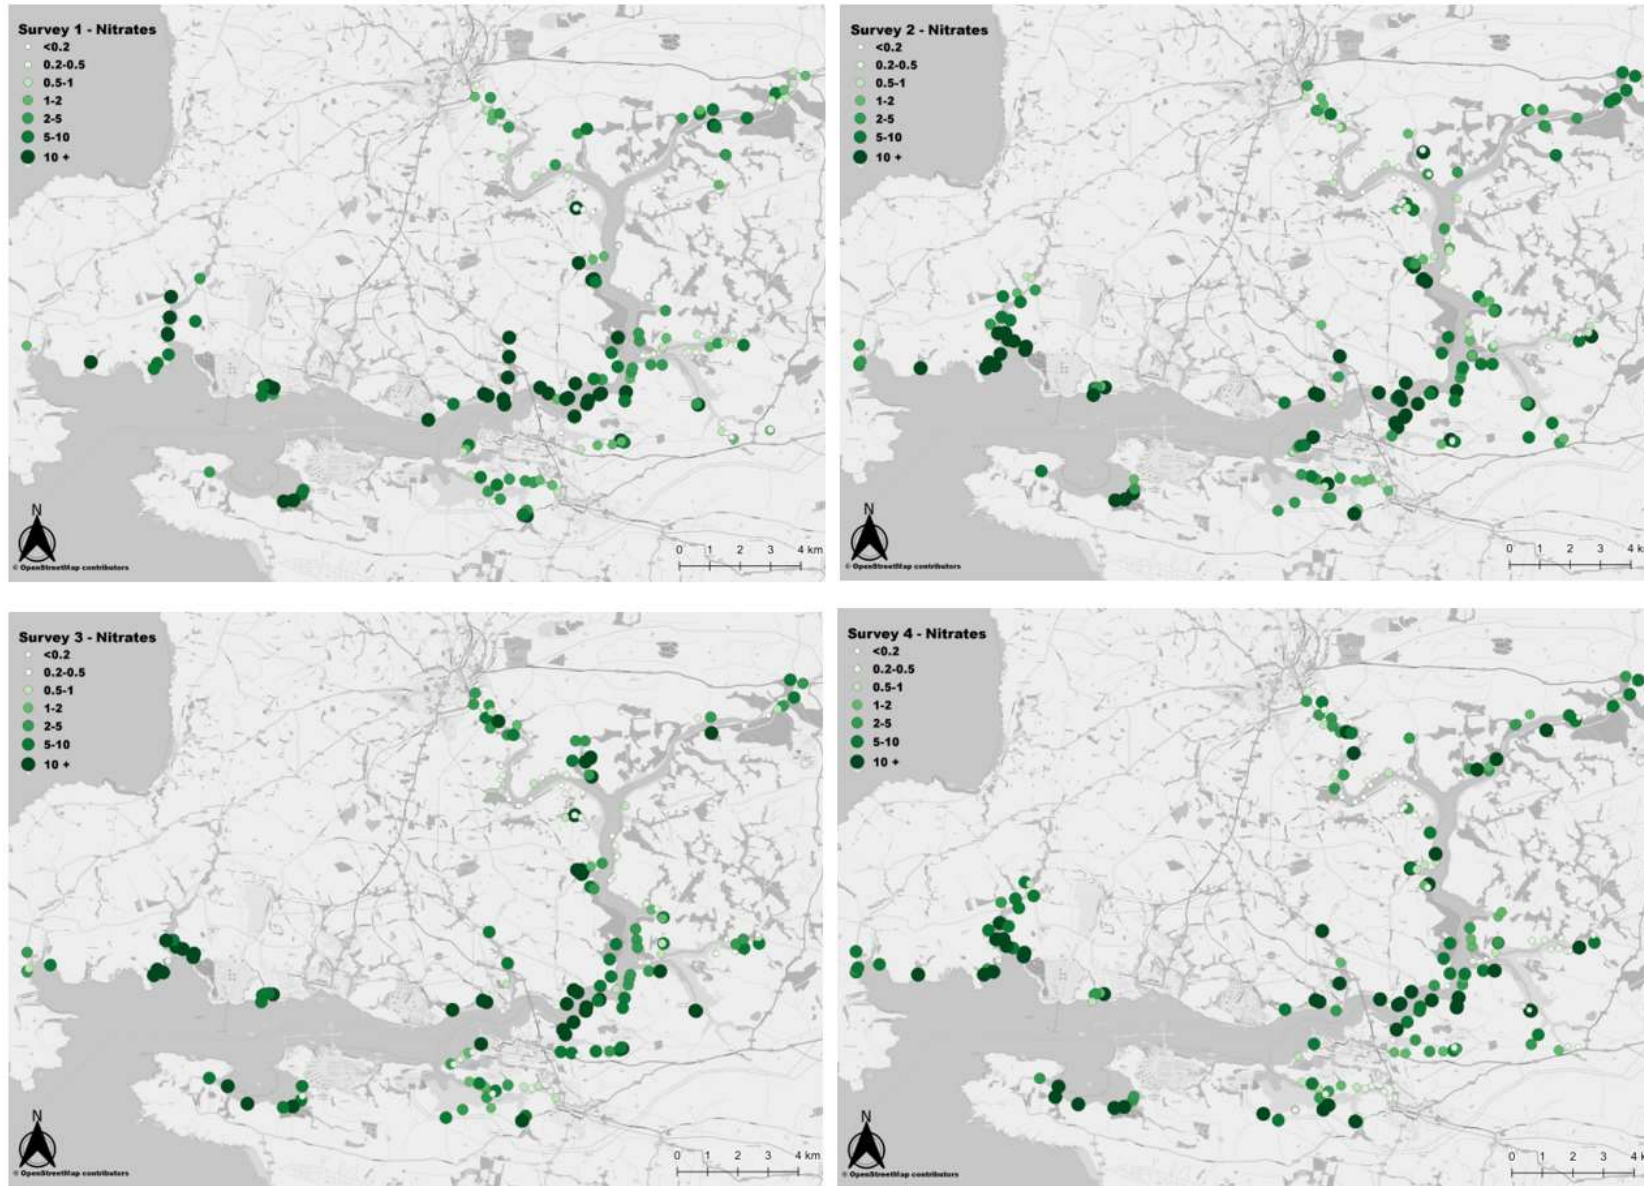 Survey 1 - Nitrates
<0.2
0.2-0.5
0.5-1
1-2
2-5
5-10
10 +
N
© OpenStreetMap contributors
0 1 2 3 4 km
Survey 2 - Nitrates
<0.2
0.2-0.5
0.5-1
1-2
2-5
5-10
10 +
N
© OpenStreetMap contributors
0 1 2 3 4 k
Survey 3 - Nitrates
<0.2
0.2-0.5
0.5-1
1-2
2-5
5-10
10 +
N
© OpenStreetMap contributors
0 1 2 3 4 km
Survey 4 - Nitrates
<0.2
0.2-0.5
0.5-1
1-2
2-5
5-10
10 +
N
© OpenStreetMap contributors
0 1 2 3 4 k